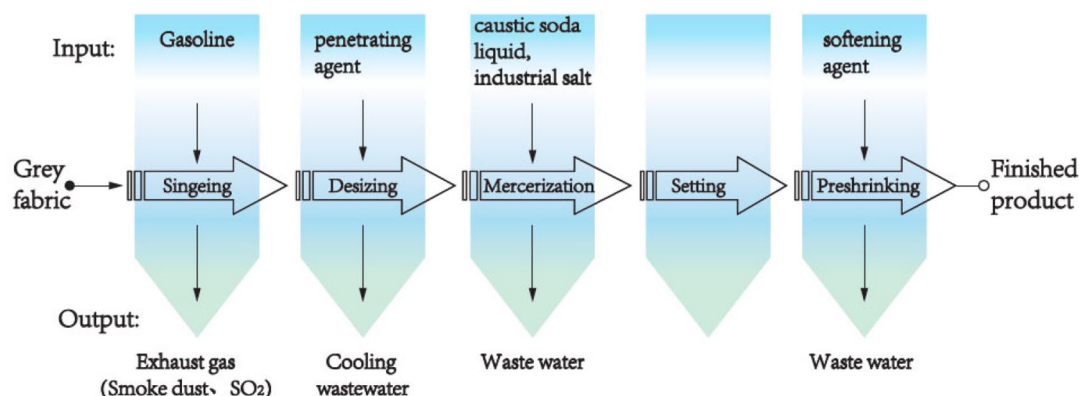 Input:
Gasoline
penetrating
agent
caustic soda
liquid,
industrial salt
softening
agent
Grey
fabric
Singeing
Desizing
Mercerization
Setting
Preshrinking
Finished
product
Output:
Exhaust gas
(Smoke dust、SO₂)
Cooling
wastewater
Waste water
Waste water